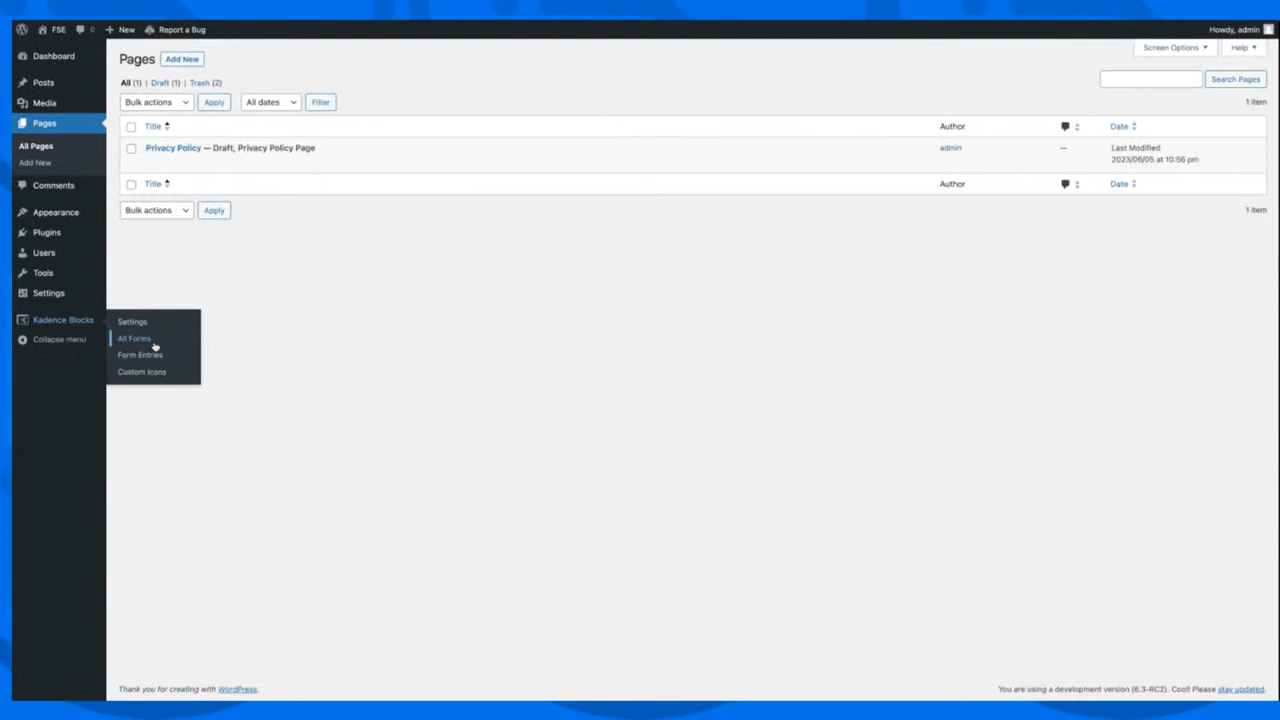 FSE 0 New Report a Bug Howdy, admin
Screen Options Help
Dashboard
Posts
Media
Pages
All Pages
Add New
Comments
Appearance
Plugins
Users
Tools
Settings
Kadence Blocks
Collapse menu
Settings
All Forms
Form Entries
Custom Icons
Pages Add New
All (1) | Draft (1) | Trash (2)
Search Pages
Bulk actions Apply All dates Filter 1 item
Title Author Date
Privacy Policy — Draft, Privacy Policy Page admin — Last Modified
2023/06/05 at 10:56 pm
Title Author Date
Bulk actions Apply 1 item
Thank you for creating with WordPress. You are using a development version (6.3-RC2). Cool! Please stay updated.